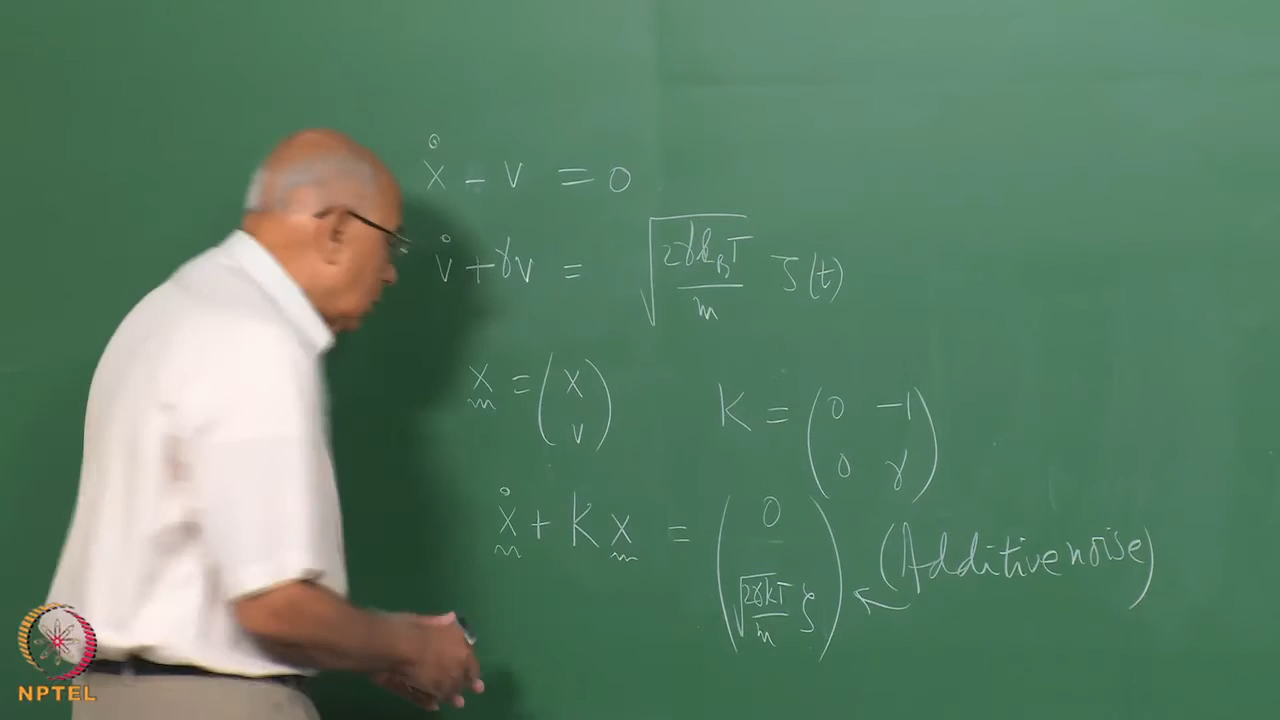 ẋ - v = 0
v̇ + γv = √(2γk_BT/m) ζ(t)
x = (x v) K = (0 -1 0 γ)
ẋ + K x = (0 √(2γkT/m) ζ) ← (Additive noise)
NPTEL